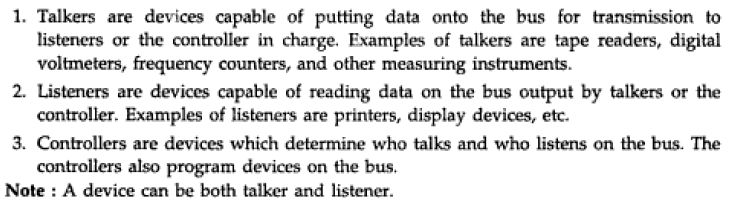 1. Talkers are devices capable of putting data onto the bus for transmission to
listeners or the controller in charge. Examples of talkers are tape readers, digital
voltmeters, frequency counters, and other measuring instruments.
2. Listeners are devices capable of reading data on the bus output by talkers or the
controller. Examples of listeners are printers, display devices, etc.
3. Controllers are devices which determine who talks and who listens on the bus. The
controllers also program devices on the bus.
Note : A device can be both talker and listener.